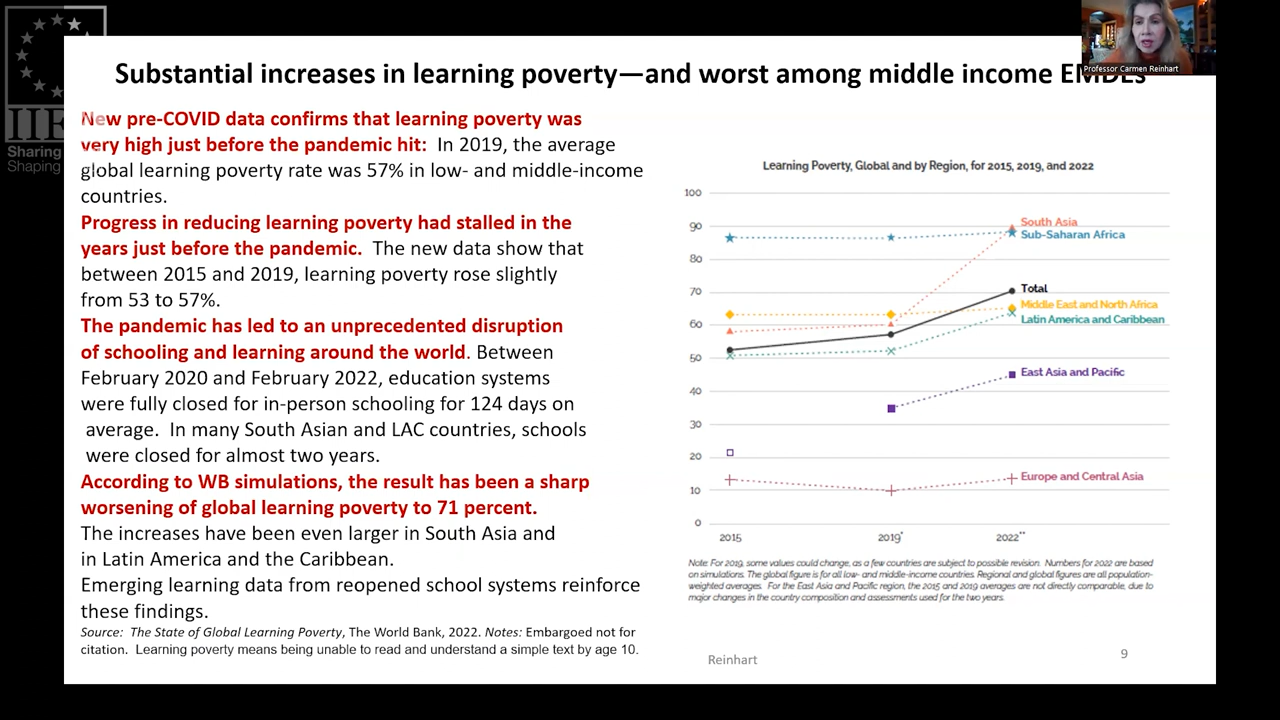 Substantial increases in learning poverty—and worst among middle income EMDEs
Professor Carmen Reinhart
IIE
Sharing
Shaping
New pre-COVID data confirms that learning poverty was
very high just before the pandemic hit: In 2019, the average
global learning poverty rate was 57% in low- and middle-income
countries.
Progress in reducing learning poverty had stalled in the
years just before the pandemic. The new data show that
between 2015 and 2019, learning poverty rose slightly
from 53 to 57%.
The pandemic has led to an unprecedented disruption
of schooling and learning around the world. Between
February 2020 and February 2022, education systems
were fully closed for in-person schooling for 124 days on
average. In many South Asian and LAC countries, schools
were closed for almost two years.
According to WB simulations, the result has been a sharp
worsening of global learning poverty to 71 percent.
The increases have been even larger in South Asia and
in Latin America and the Caribbean.
Emerging learning data from reopened school systems reinforce
these findings.
Source: The State of Global Learning Poverty, The World Bank, 2022. Notes: Embargoed not for
citation. Learning poverty means being unable to read and understand a simple text by age 10.
Learning Poverty, Global and by Region, for 2015, 2019, and 2022
100
90
80
70
60
50
40
30
20
10
0
South Asia
Sub-Saharan Africa
Total
Middle East and North Africa
Latin America and Caribbean
East Asia and Pacific
Europe and Central Asia
2015
2019*
2022**
Note: For 2019, some values could change, as a few countries are subject to possible revision. Numbers for 2022 are based
on simulations. The global figure is for all low- and middle-income countries. Regional and global figures are all population-
weighted averages. For the East Asia and Pacific region, the 2015 and 2019 averages are not directly comparable, due to
major changes in the country composition and assessments used for the two years.
Reinhart
9